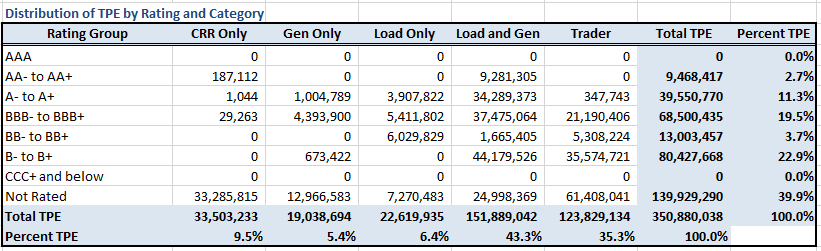 Distribution of TPE by Rating and Category
Rating Group CRR Only Gen Only Load Only Load and Gen Trader Total TPE Percent TPE
AAA 0 0 0 0 0 0 0.0%
AA- to AA+ 187,112 0 0 9,281,305 0 9,468,417 2.7%
A- to A+ 1,044 1,004,789 3,907,822 34,289,373 347,743 39,550,770 11.3%
BBB- to BBB+ 29,263 4,393,900 5,411,802 37,475,064 21,190,406 68,500,435 19.5%
BB- to BB+ 0 0 6,029,829 1,665,405 5,308,224 13,003,457 3.7%
B- to B+ 0 673,422 0 44,179,526 35,574,721 80,427,668 22.9%
CCC+ and below 0 0 0 0 0 0 0.0%
Not Rated 33,285,815 12,966,583 7,270,483 24,998,369 61,408,041 139,929,290 39.9%
Total TPE 33,503,233 19,038,694 22,619,935 151,889,042 123,829,134 350,880,038 100.0%
Percent TPE 9.5% 5.4% 6.4% 43.3% 35.3% 100.0%